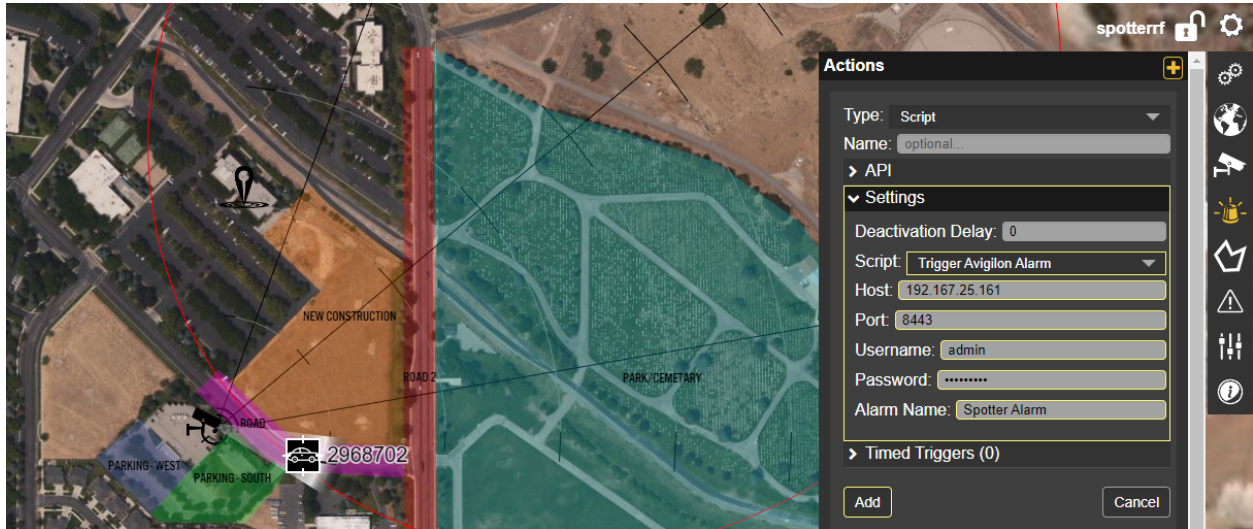 spotterrf
Actions
Type: Script
Name: optional...
API
Settings
Deactivation Delay: 0
Script: Trigger Avigilon Alarm
Host: 192.167.25.161
Port: 8443
Username: admin
Password: •••••••••
Alarm Name: Spotter Alarm
Timed Triggers (0)
Add
Cancel
NEW CONSTRUCTION
ROAD 2
PARK/CEMETARY
ROAD
2968702
PARKING-WEST
PARKING-SOUTH